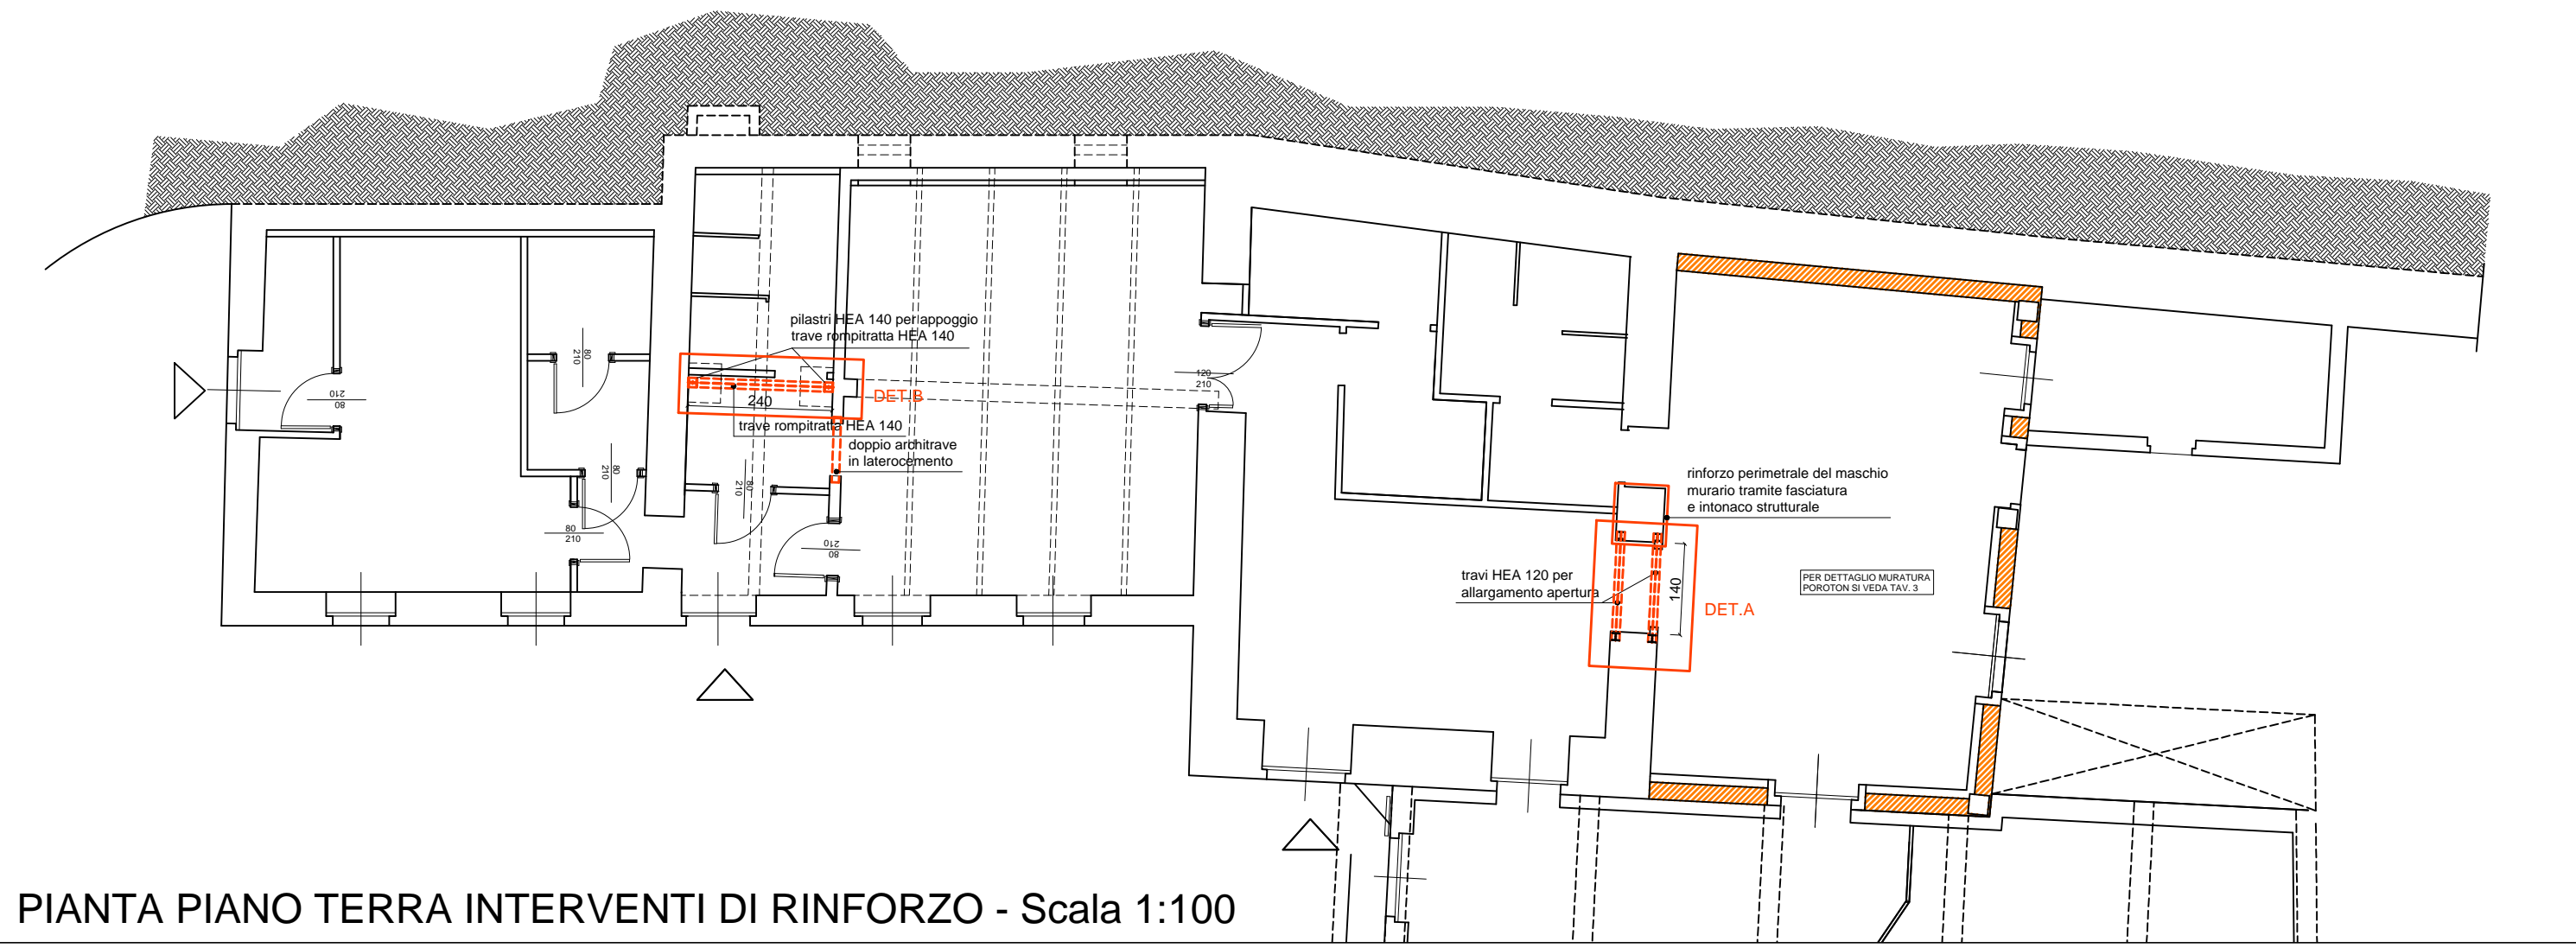 pilastri HEA 140 per appoggio
trave rompitratta HEA 140
80
210
80
210
DET.B
240
trave rompitratta HEA 140
doppio architrave
in laterocemento
120
210
80
210
80
210
80
210
80
210
rinforzo perimetrale del maschio
murario tramite fasciatura
e intonaco strutturale
travi HEA 120 per
allargamento apertura
140
DET.A
PER DETTAGLIO MURATURA
POROTON SI VEDA TAV. 3
PIANTA PIANO TERRA INTERVENTI DI RINFORZO - Scala 1:100